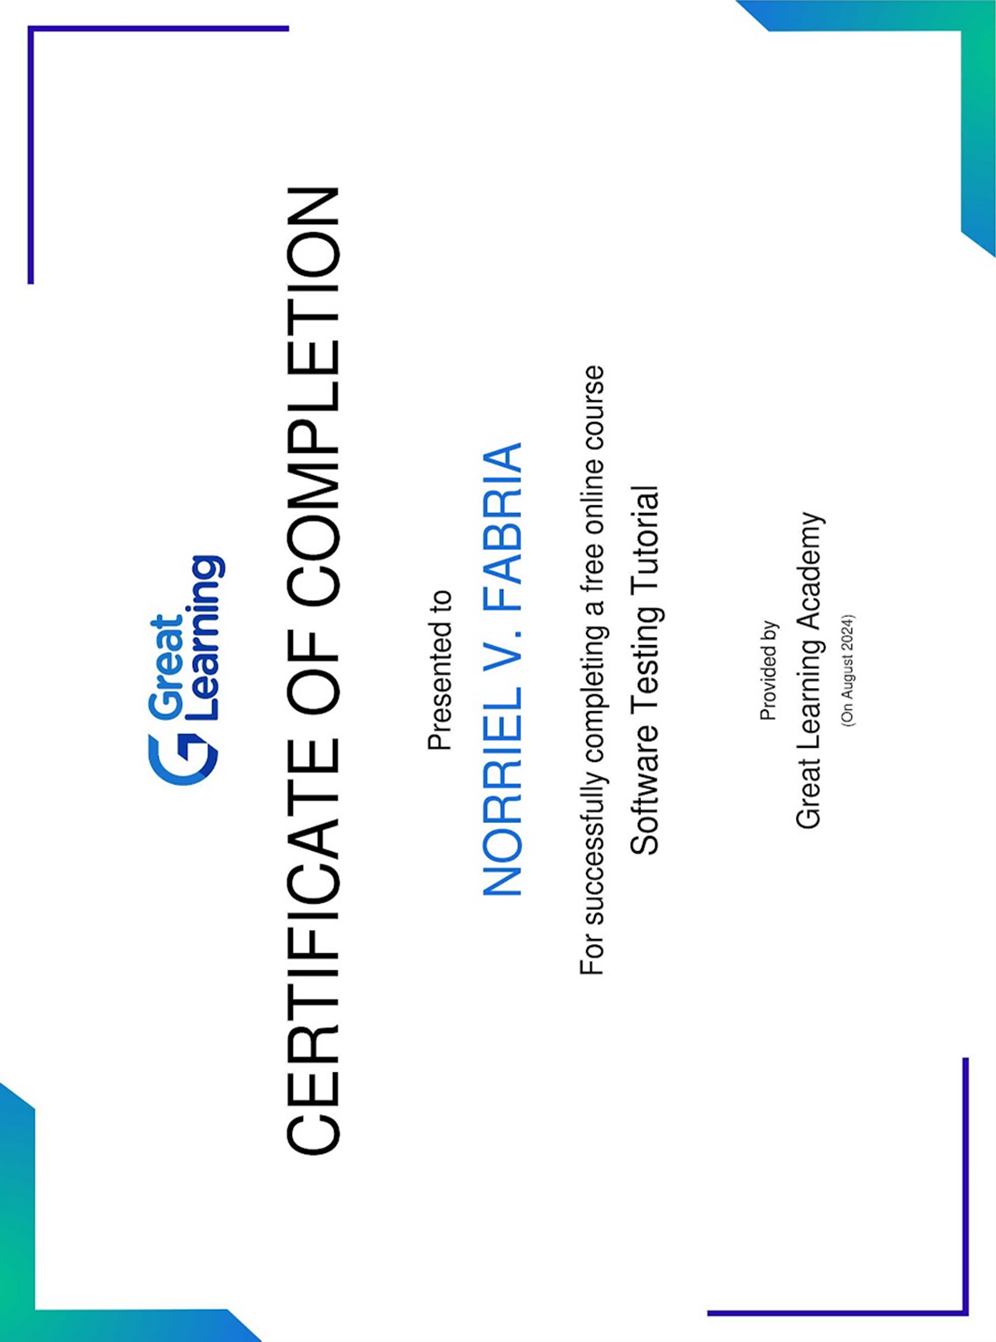 Great
Learning
CERTIFICATE OF COMPLETION
Presented to
NORRIEL V. FABRIA
For successfully completing a free online course
Software Testing Tutorial
Provided by
Great Learning Academy
(On August 2024)